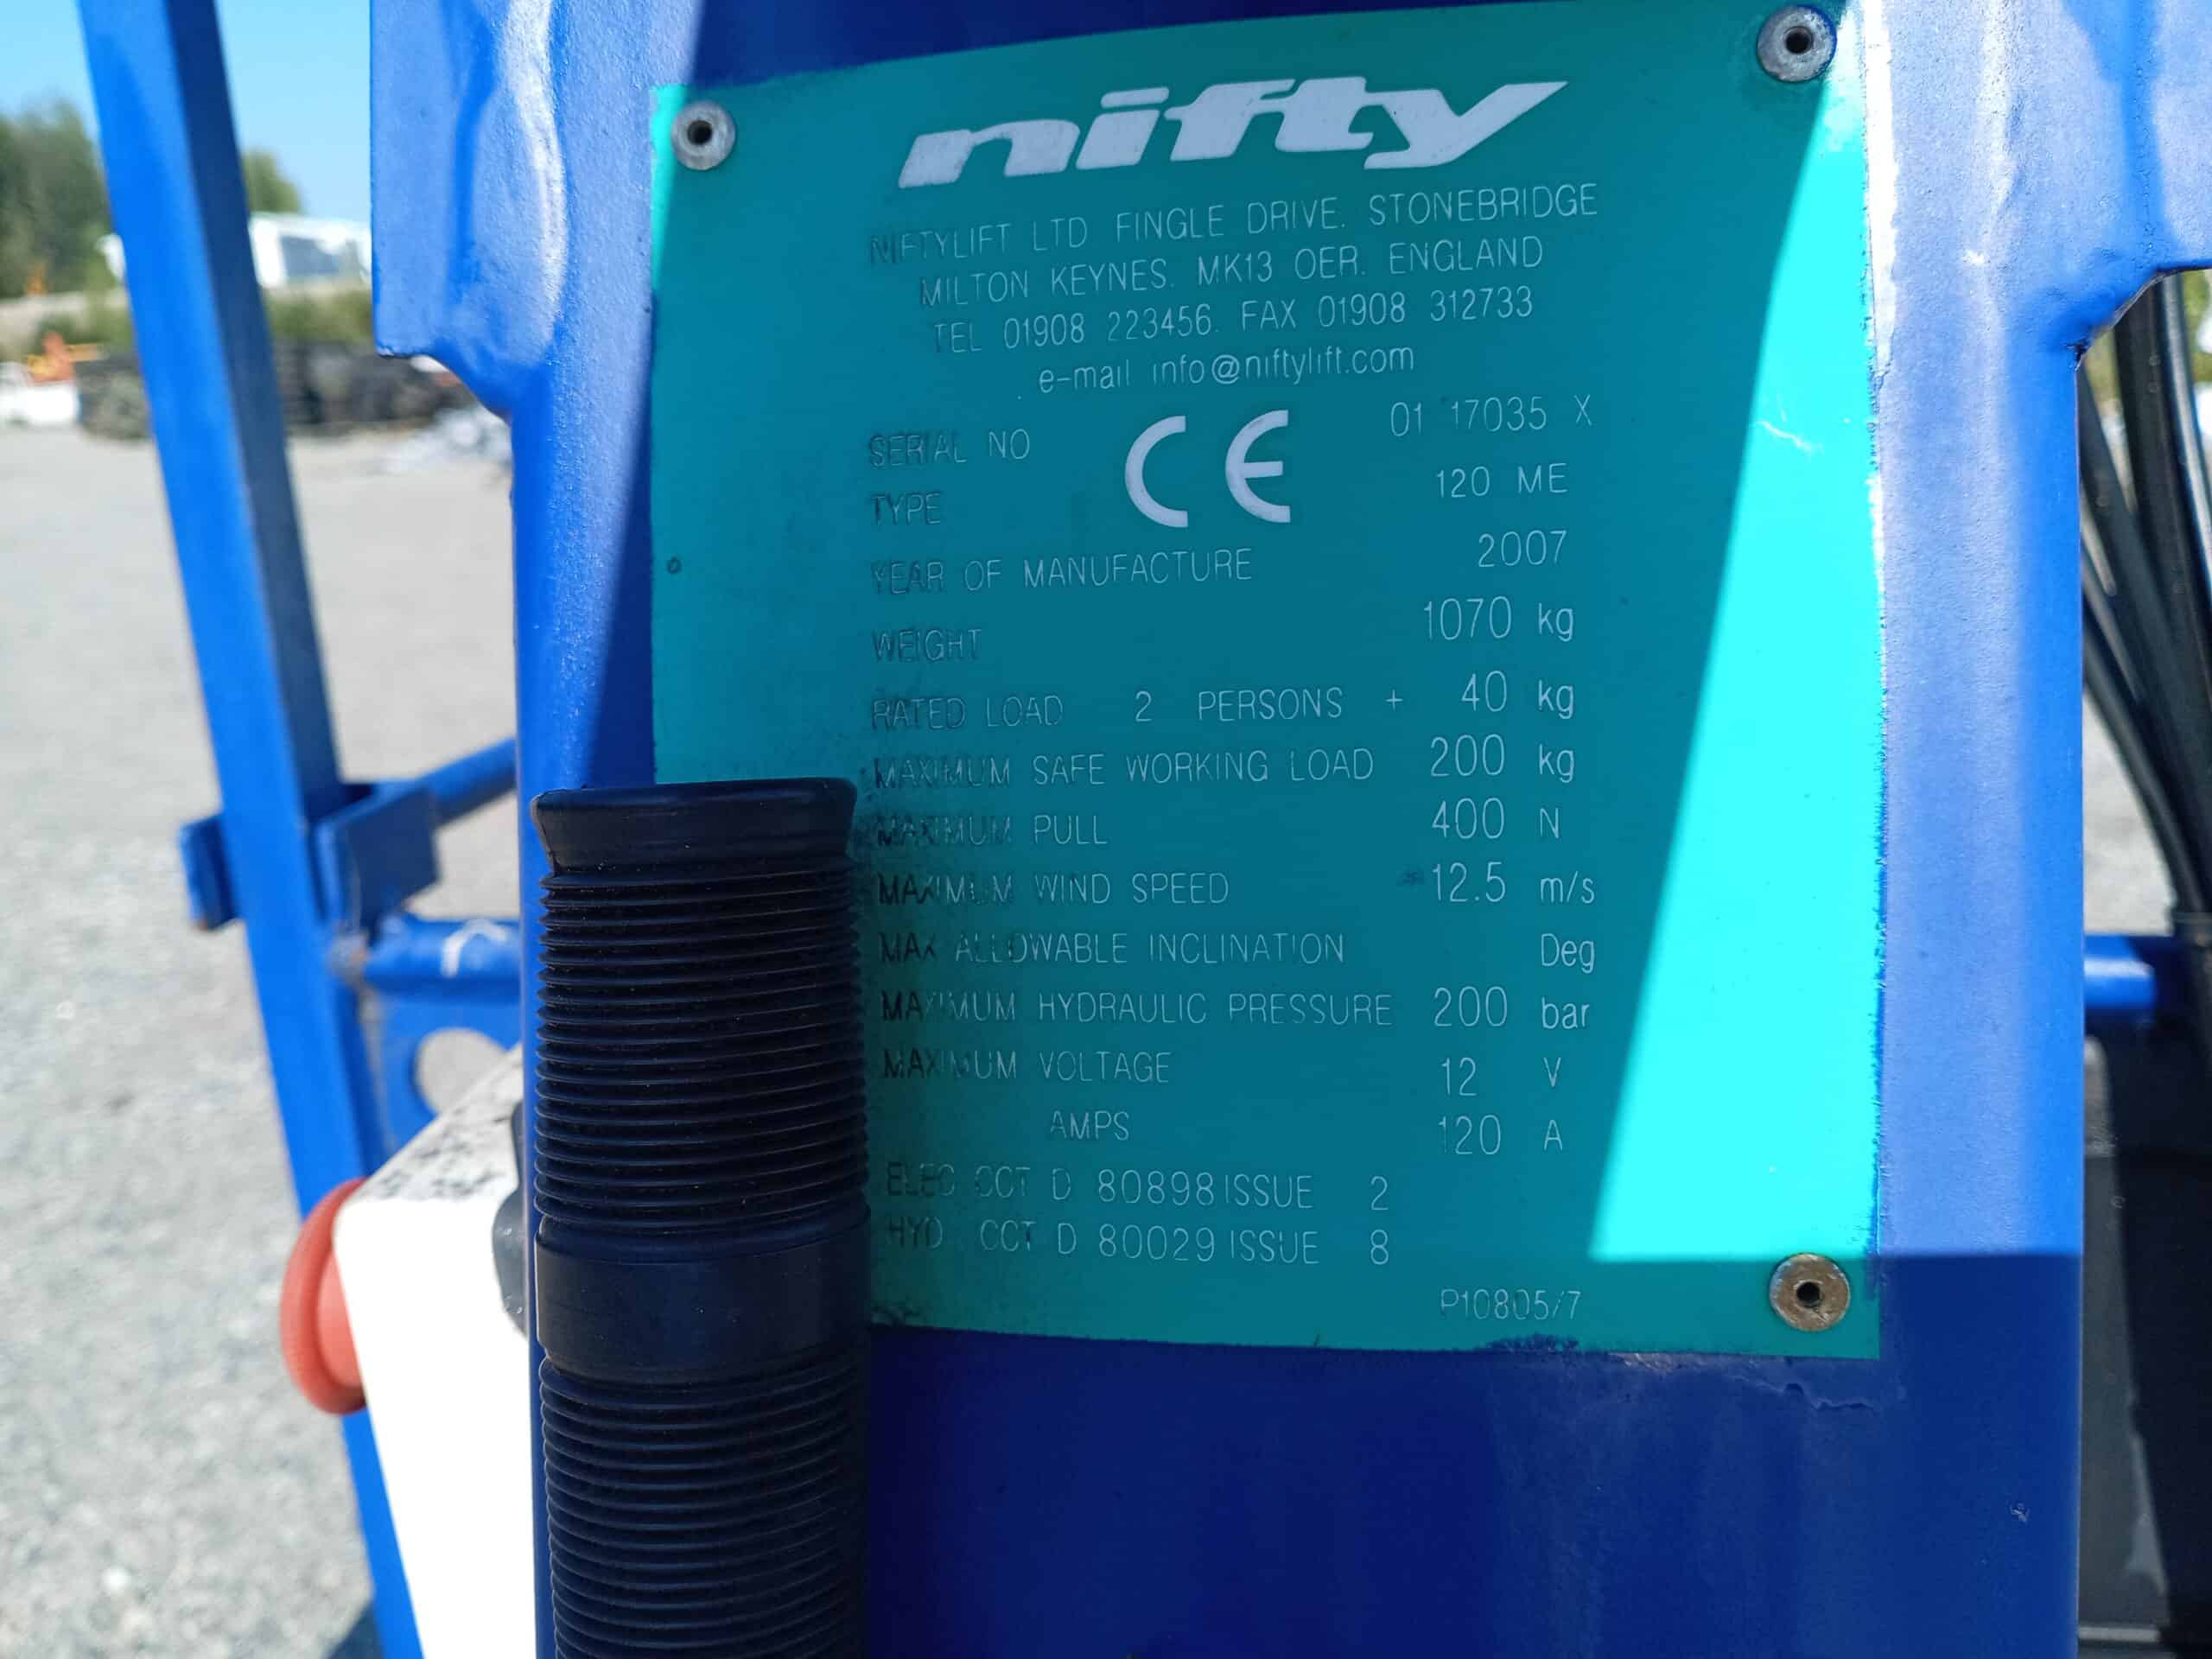 nifty
NIFTYLIFT LTD FINGLE DRIVE. STONEBRIDGE
MILTON KEYNES. MK13 OER. ENGLAND
TEL 01908 223456. FAX 01908 312733
e-mail info@niftylift.com
SERIAL NO CE 01 17035 X
TYPE 120 ME
YEAR OF MANUFACTURE 2007
WEIGHT 1070 kg
RATED LOAD 2 PERSONS + 40 kg
MAXIMUM SAFE WORKING LOAD 200 kg
MAXIMUM PULL 400 N
MAXIMUM WIND SPEED 12.5 m/s
MAX ALLOWABLE INCLINATION Deg
MAXIMUM HYDRAULIC PRESSURE 200 bar
MAXIMUM VOLTAGE 12 V
AMPS 120 A
ELEC CCT D 80898 ISSUE 2
HYD CCT D 80029 ISSUE 8
P10805/7